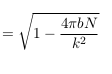 = \sqrt{1 - \frac{4\pi bN}{k^2}}